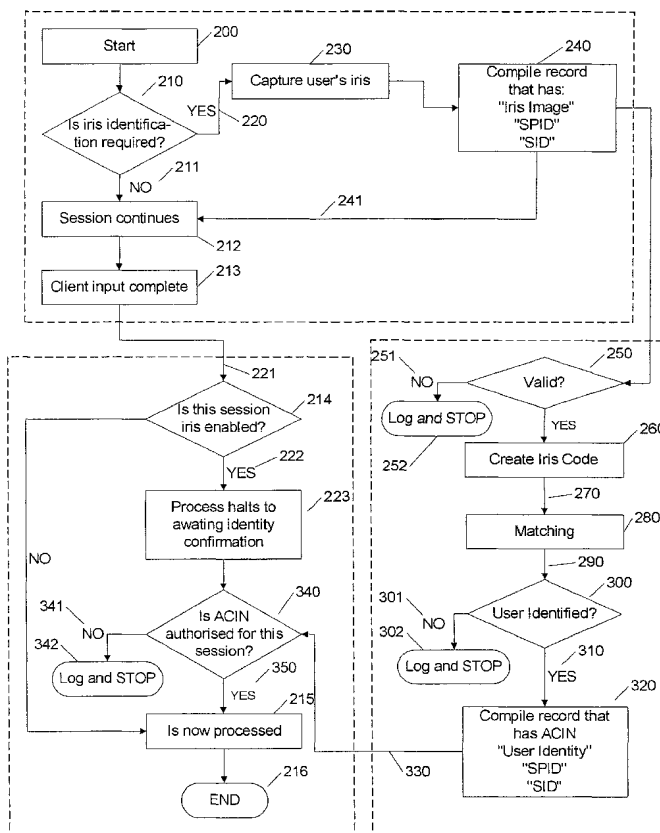 200
Start
210
Is iris identifica-
tion required?
YES
220
211
NO
230
Capture user's iris
240
Compile record
that has:
"Iris Image"
"SPID"
"SID"
241
Session continues
212
213
Client input complete
221
Is this session
iris enabled?
214
YES
222
Process halts to
awating identity
confirmation
223
NO
Is ACIN
authorised for this
session?
340
341
NO
342
Log and STOP
350
YES
215
Is now processed
216
END
251
NO
Valid?
250
Log and STOP
252
YES
260
Create Iris Code
270
280
Matching
290
300
User Identified?
301
NO
302
Log and STOP
310
YES
320
Compile record that
has ACIN
"User Identity"
"SPID"
"SID"
330